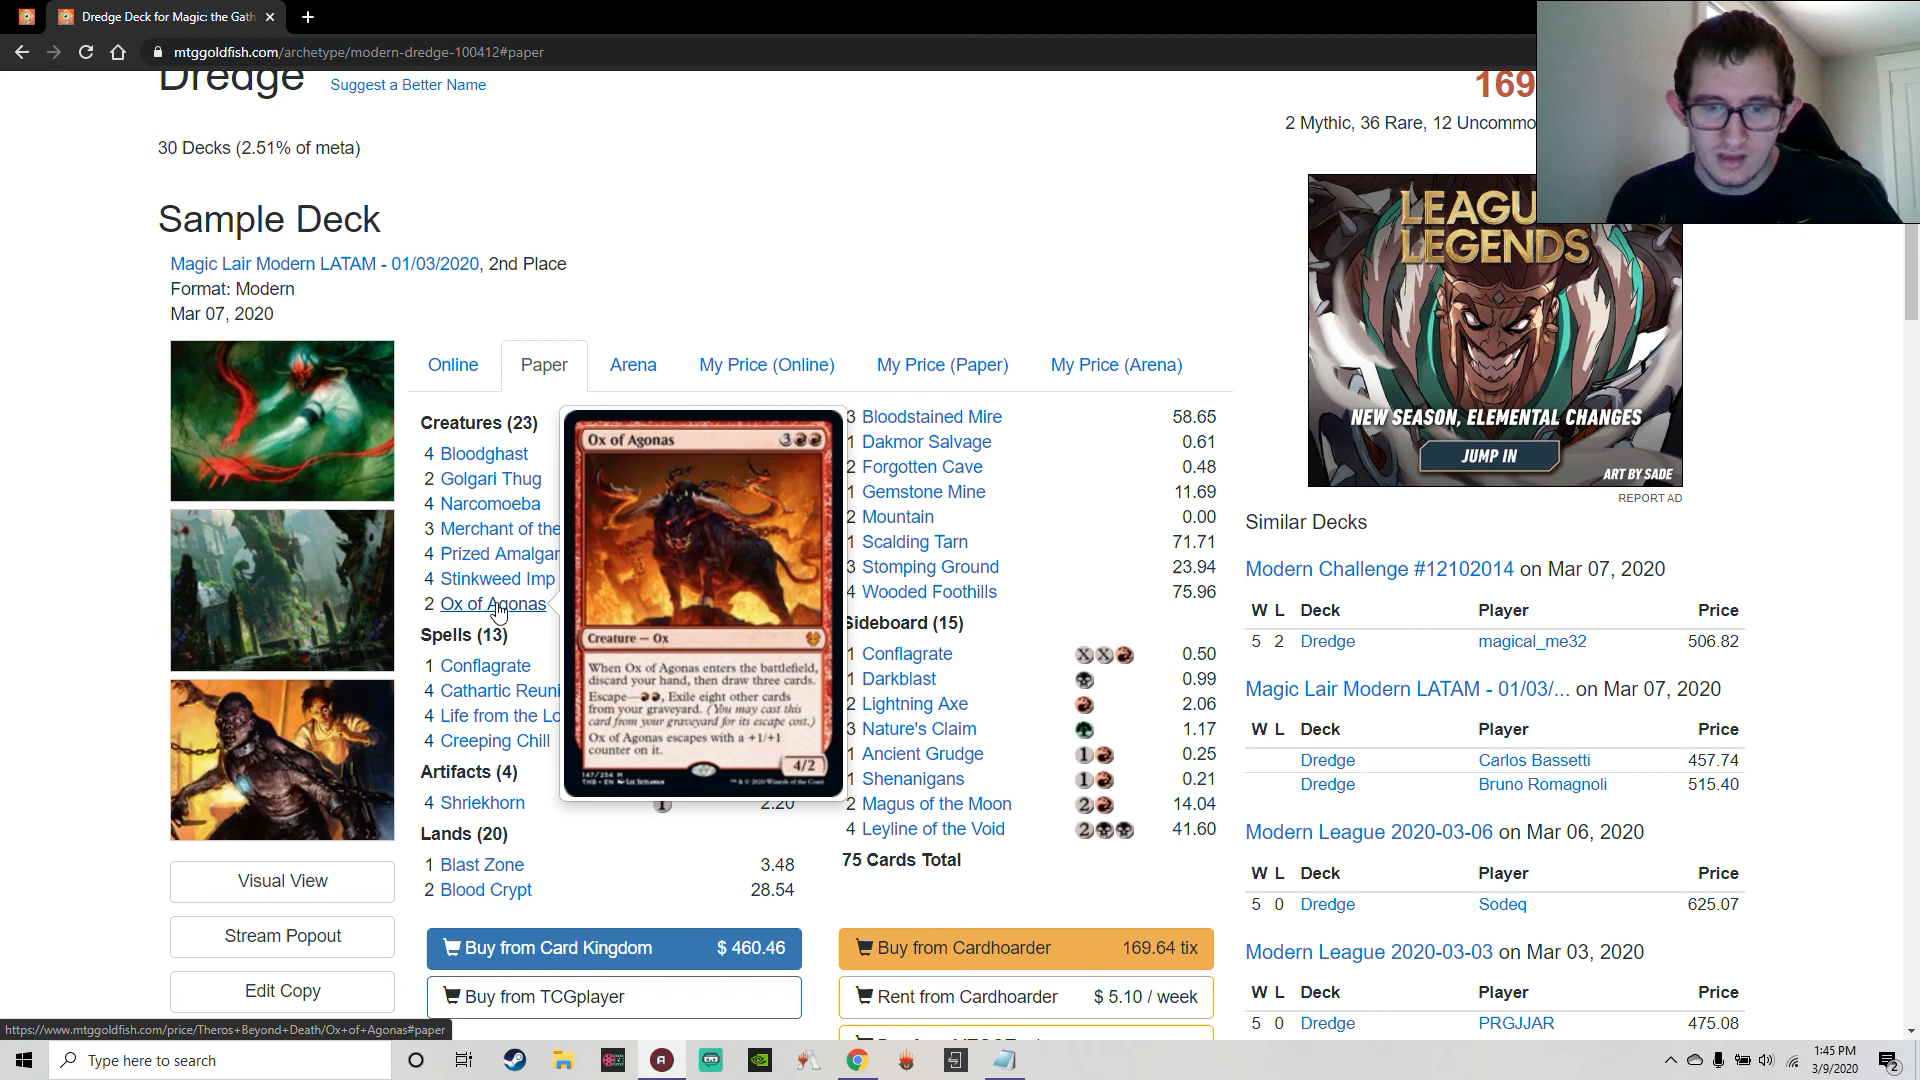 Dredge Deck for Magic: the Gath
mtggoldfish.com/archetype/modern-dredge-100412#paper
Dredge Suggest a Better Name
169
2 Mythic, 36 Rare, 12 Uncommo
30 Decks (2.51% of meta)
Sample Deck
Magic Lair Modern LATAM - 01/03/2020, 2nd Place
Format: Modern
Mar 07, 2020
Online Paper Arena My Price (Online) My Price (Paper) My Price (Arena)
Creatures (23)
4 Bloodghast
2 Golgari Thug
4 Narcomoeba
3 Merchant of the
4 Prized Amalgar
4 Stinkweed Imp
2 Ox of Agonas
Spells (13)
1 Conflagrate
4 Cathartic Reuni
4 Life from the Lo
4 Creeping Chill
Artifacts (4)
4 Shriekhorn 1 2.20
Lands (20)
1 Blast Zone 3.48
2 Blood Crypt 28.54
Ox of Agonas 3
Creature — Ox
When Ox of Agonas enters the battlefield,
discard your hand, then draw three cards.
Escape—, Exile eight other cards
from your graveyard. (You may cast this
card from your graveyard for its escape cost.)
Ox of Agonas escapes with a +1/+1
counter on it.
4/2
147/254 M
3 Bloodstained Mire 58.65
1 Dakmor Salvage 0.61
2 Forgotten Cave 0.48
1 Gemstone Mine 11.69
2 Mountain 0.00
1 Scalding Tarn 71.71
3 Stomping Ground 23.94
4 Wooded Foothills 75.96
Sideboard (15)
1 Conflagrate X X 0.50
1 Darkblast 0.99
2 Lightning Axe 2.06
3 Nature's Claim 1.17
1 Ancient Grudge 1 0.25
1 Shenanigans 1 0.21
2 Magus of the Moon 2 14.04
4 Leyline of the Void 2 41.60
75 Cards Total
Visual View
Stream Popout
Edit Copy
Buy from Card Kingdom $ 460.46
Buy from TCGplayer
Buy from Cardhoarder 169.64 tix
Rent from Cardhoarder $ 5.10 / week
LEAGU
LEGENDS
NEW SEASON, ELEMENTAL CHANGES
JUMP IN
ART BY SADE
REPORT AD
Similar Decks
Modern Challenge #12102014 on Mar 07, 2020
W L Deck Player Price
5 2 Dredge magical_me32 506.82
Magic Lair Modern LATAM - 01/03/... on Mar 07, 2020
W L Deck Player Price
Dredge Carlos Bassetti 457.74
Dredge Bruno Romagnoli 515.40
Modern League 2020-03-06 on Mar 06, 2020
W L Deck Player Price
5 0 Dredge Sodeq 625.07
Modern League 2020-03-03 on Mar 03, 2020
W L Deck Player Price
5 0 Dredge PRGJJAR 475.08
https://www.mtggoldfish.com/price/Theros+Beyond+Death/Ox+of+Agonas#paper
Type here to search
1:45 PM
3/9/2020
2